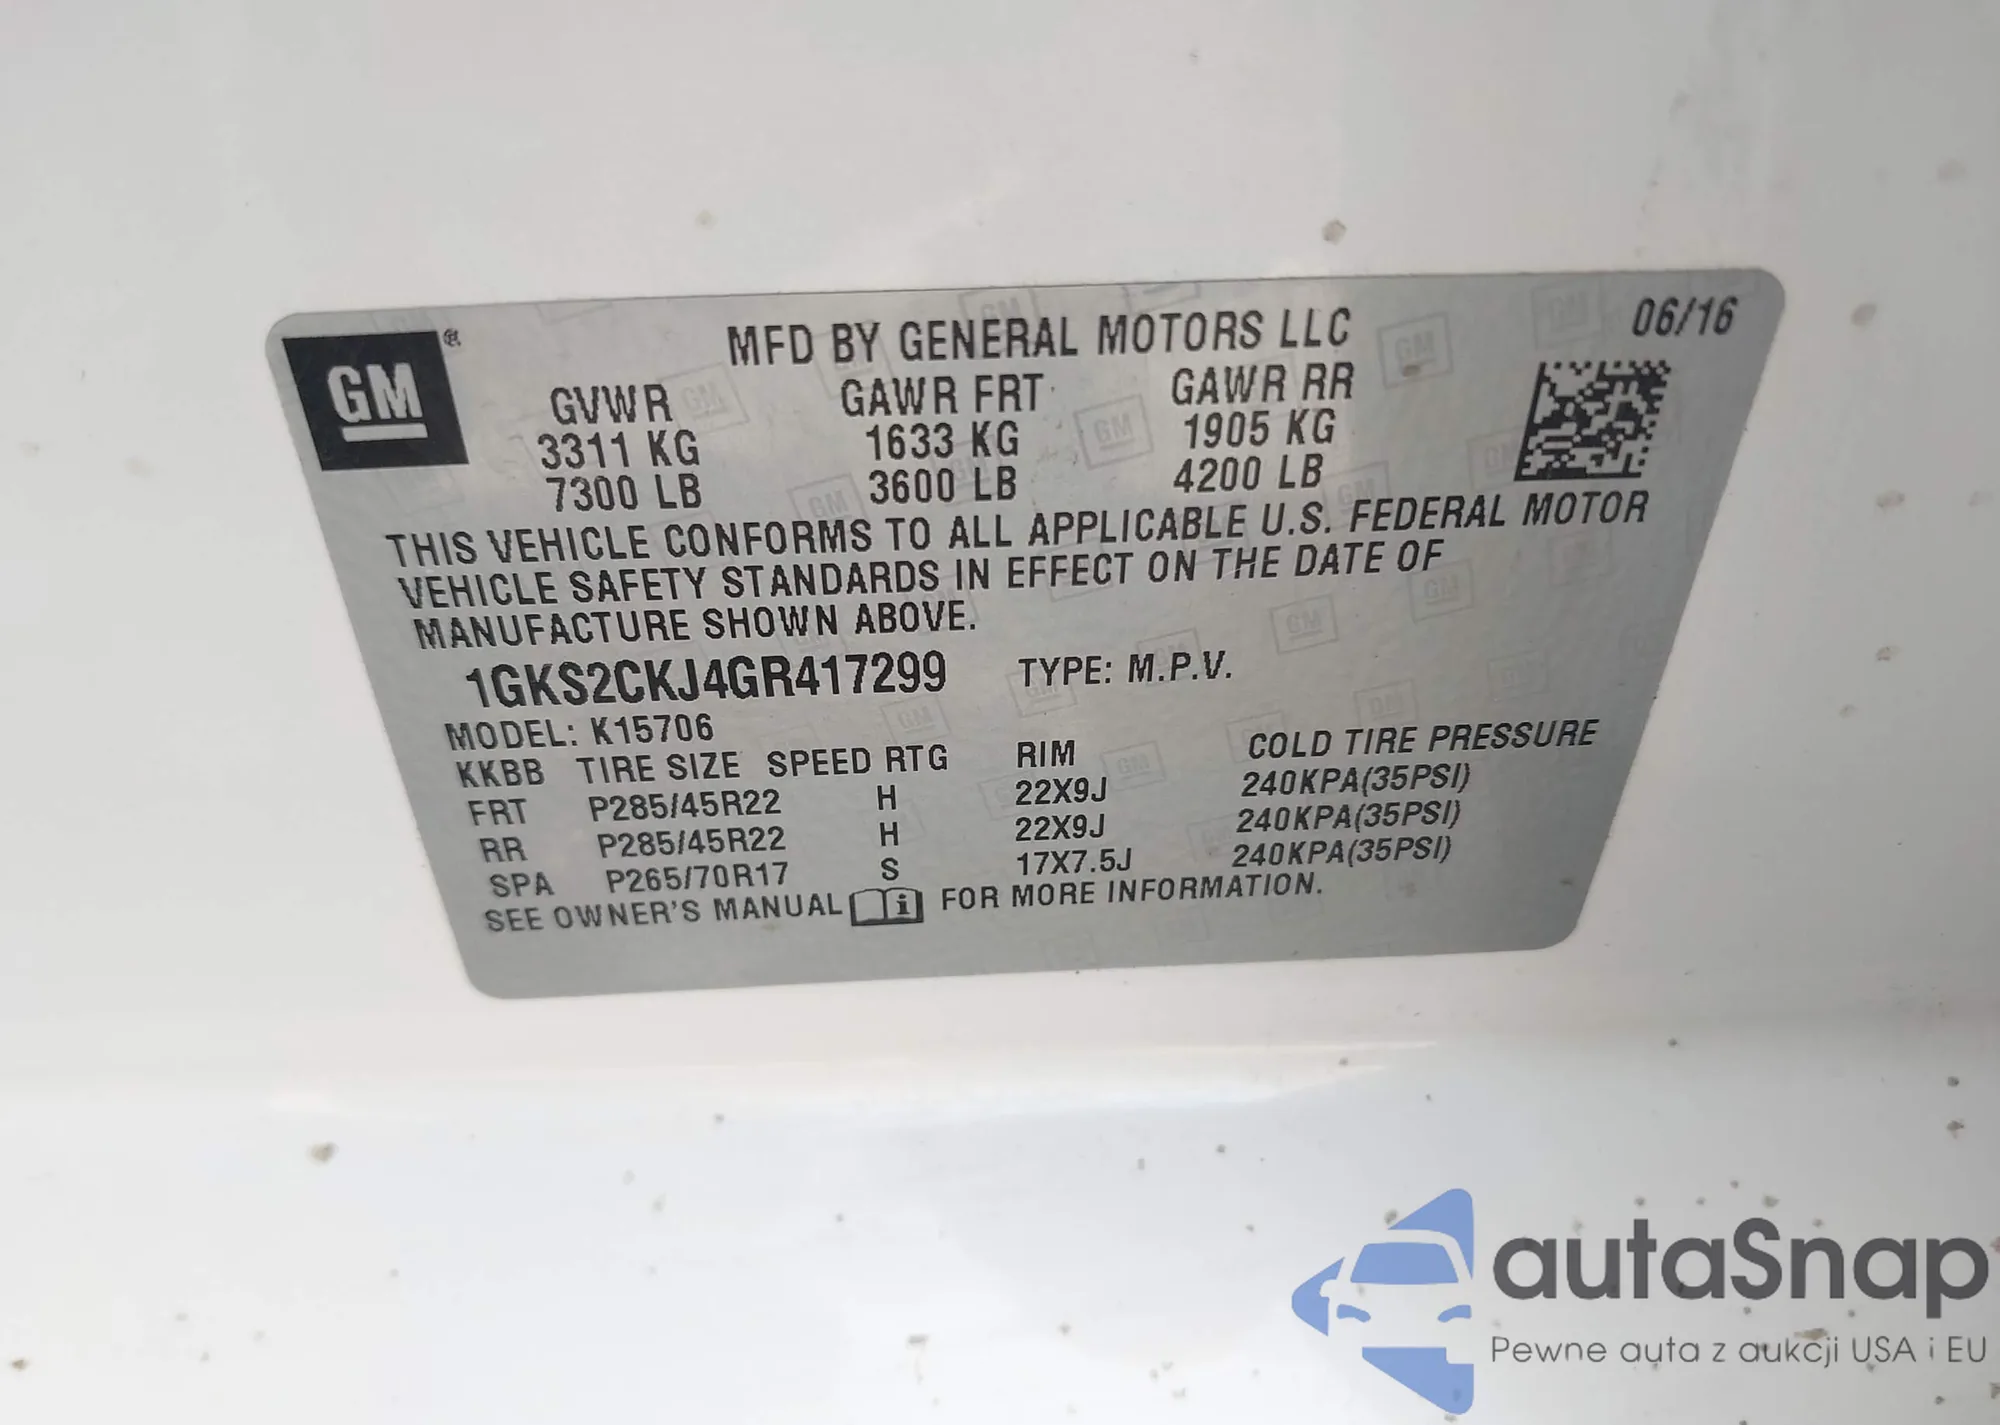 GM ®
MFD BY GENERAL MOTORS LLC 06/16
GVWR GAWR FRT GAWR RR
3311 KG 1633 KG 1905 KG
7300 LB 3600 LB 4200 LB
THIS VEHICLE CONFORMS TO ALL APPLICABLE U.S. FEDERAL MOTOR
VEHICLE SAFETY STANDARDS IN EFFECT ON THE DATE OF
MANUFACTURE SHOWN ABOVE.
1GKS2CKJ4GR417299 TYPE: M.P.V.
MODEL: K15706
KKBB TIRE SIZE SPEED RTG RIM COLD TIRE PRESSURE
FRT P285/45R22 H 22X9J 240KPA(35PSI)
RR P285/45R22 H 22X9J 240KPA(35PSI)
SPA P265/70R17 S 17X7.5J 240KPA(35PSI)
SEE OWNER'S MANUAL i FOR MORE INFORMATION.
autaSnap
Pewne auta z aukcji USA i EU